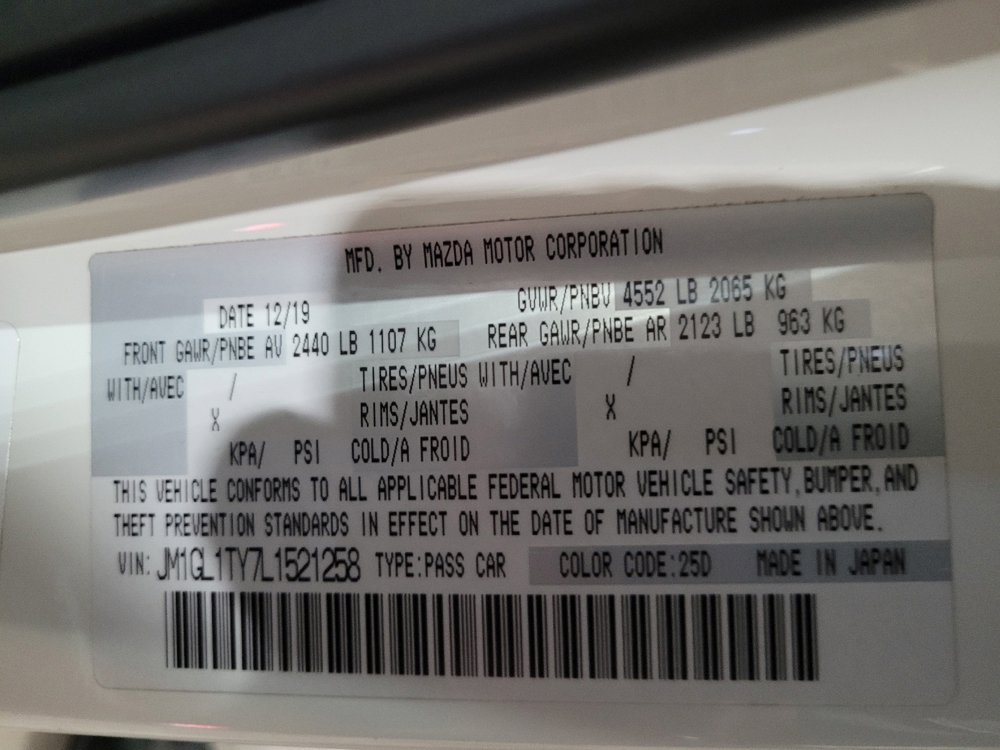 MFD. BY MAZDA MOTOR CORPORATION
DATE 12/19 GVWR/PNBV 4552 LB 2065 KG
FRONT GAWR/PNBE AV 2440 LB 1107 KG REAR GAWR/PNBE AR 2123 LB 963 KG
WITH/AVEC / TIRES/PNEUS WITH/AVEC / TIRES/PNEUS
X RIMS/JANTES X RIMS/JANTES
KPA/ PSI COLD/A FROID KPA/ PSI COLD/A FROID
THIS VEHICLE CONFORMS TO ALL APPLICABLE FEDERAL MOTOR VEHICLE SAFETY, BUMPER, AND
THEFT PREVENTION STANDARDS IN EFFECT ON THE DATE OF MANUFACTURE SHOWN ABOVE.
VIN: JM1GL1TY7L1521258 TYPE:PASS CAR COLOR CODE:25D MADE IN JAPAN